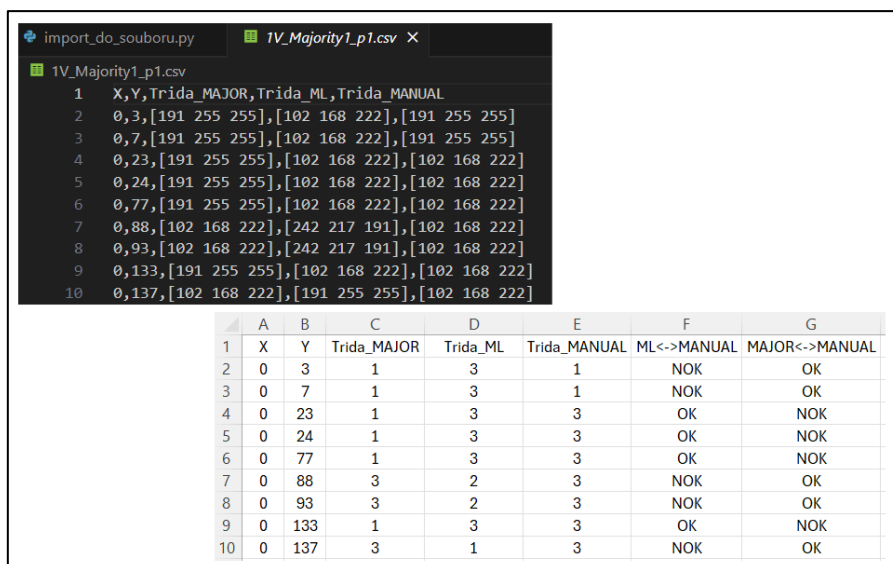 import_do_souboru.py 1V_Majority1_p1.csv ×
1V_Majority1_p1.csv
1 X,Y,Trida_MAJOR,Trida_ML,Trida_MANUAL
2 0,3,[191 255 255],[102 168 222],[191 255 255]
3 0,7,[191 255 255],[102 168 222],[191 255 255]
4 0,23,[191 255 255],[102 168 222],[102 168 222]
5 0,24,[191 255 255],[102 168 222],[102 168 222]
6 0,77,[191 255 255],[102 168 222],[102 168 222]
7 0,88,[102 168 222],[242 217 191],[102 168 222]
8 0,93,[102 168 222],[242 217 191],[102 168 222]
9 0,133,[191 255 255],[102 168 222],[102 168 222]
10 0,137,[102 168 222],[191 255 255],[102 168 222]
A B C D E F G
1 X Y Trida_MAJOR Trida_ML Trida_MANUAL ML<->MANUAL MAJOR<->MANUAL
2 0 3 1 3 1 NOK OK
3 0 7 1 3 1 NOK OK
4 0 23 1 3 3 OK NOK
5 0 24 1 3 3 OK NOK
6 0 77 1 3 3 OK NOK
7 0 88 3 2 3 NOK OK
8 0 93 3 2 3 NOK OK
9 0 133 1 3 3 OK NOK
10 0 137 3 1 3 NOK OK